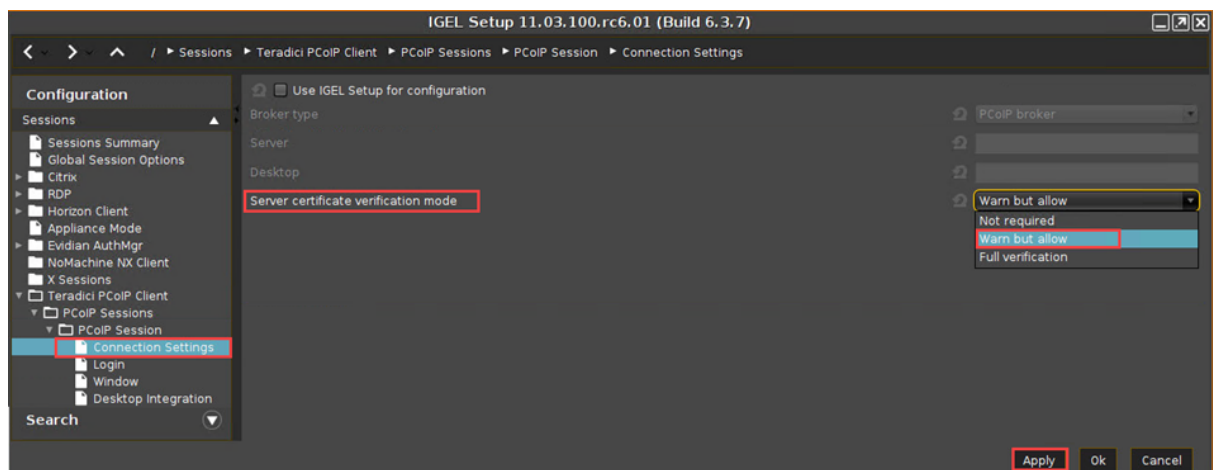 IGEL Setup 11.03.100.rc6.01 (Build 6.3.7)
/ Sessions Teradici PCoIP Client PCoIP Sessions PCoIP Session Connection Settings
Configuration
Sessions
Sessions Summary
Global Session Options
Citrix
RDP
Horizon Client
Appliance Mode
Evidian AuthMgr
NoMachine NX Client
X Sessions
Teradici PCoIP Client
PCoIP Sessions
PCoIP Session
Connection Settings
Login
Window
Desktop Integration
Search
Use IGEL Setup for configuration
Broker type PCoIP broker
Server
Desktop
Server certificate verification mode Warn but allow
Not required
Warn but allow
Full verification
Apply Ok Cancel